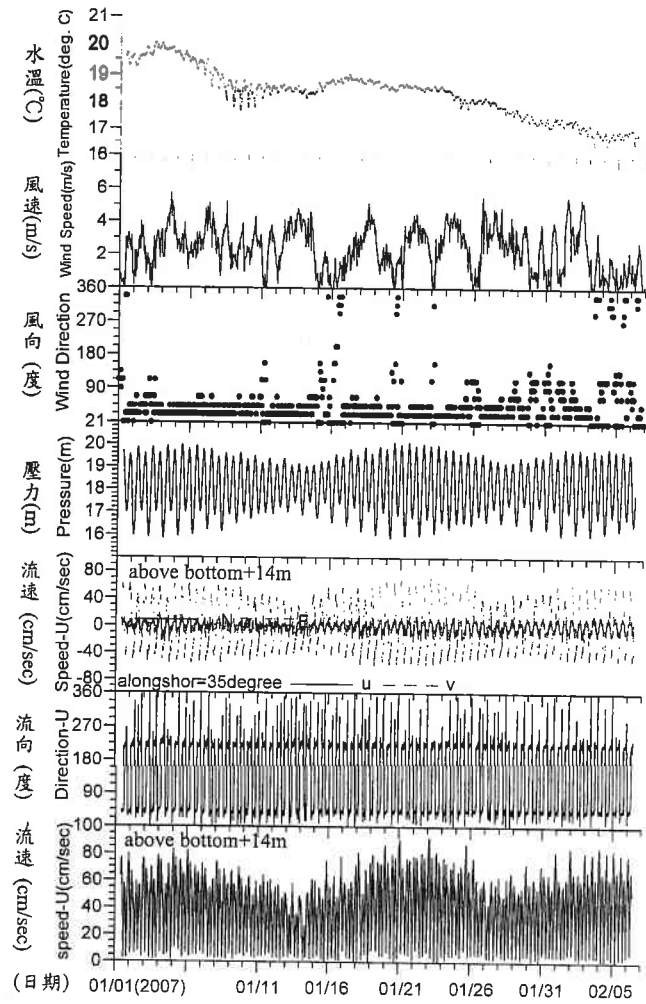 水溫(℃)
Temperature(deg. C)
21
20
19
18
17
16
風速(m/s)
Wind Speed(m/s)
6
4
2
風向(度)
Wind Direction
360
270
180
90
21
壓力(m)
Pressure(m)
20
19
18
17
16
流速(cm/sec)
Speed-U(cm/sec)
above bottom+14m
80
40
0
-40
-80
alongshor=35degree u v
流向(度)
Direction-U
360
270
180
90
流速(cm/sec)
speed-U(cm/sec)
above bottom+14m
100
80
60
40
20
0
(日期) 01/01(2007) 01/11 01/16 01/21 01/26 01/31 02/05